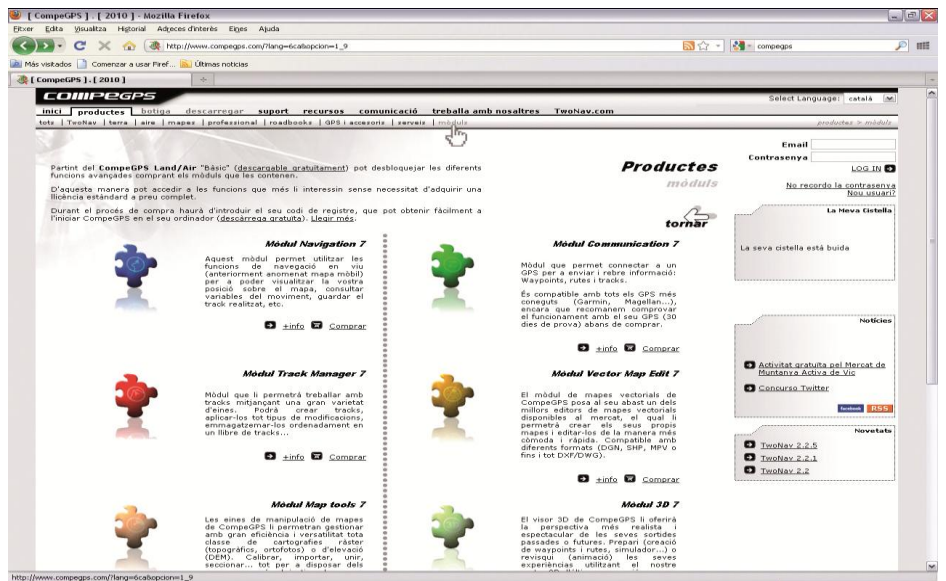 [ CompeGPS ] . [ 2010 ] - Mozilla Firefox
Fitxer Edita Visualitza Historial Adreces d'interès Eines Ajuda
http://www.compegps.com/?lang=6ca&opcion=1_9
compegps
Más visitados Comenzar a usar Firef... Últimas noticias
[ CompeGPS ] . [ 2010 ]
COMPEGPS
Select Language: català
inici productes botiga descarregar suport recursos comunicació treballa amb nosaltres TwoNav.com
tots | TwoNav | terra | aire | mapes | professional | roadbooks | GPS i accesoris | serveis | mòduls
productes > mòduls
Partint del CompeGPS Land/Air "Bàsic" (descargable gratuïtament) pot desbloquejar les diferents
funcions avançades comprant els mòduls que les contenen.
D'aquesta manera pot accedir a les funcions que més li interessin sense necessitat d'adquirir una
llicència estàndard a preu complet.
Durant el procés de compra haurà d'introduir el seu codi de registre, que pot obtenir fàcilment a
l'iniciar CompeGPS en el seu ordinador (descàrrega gratuïta). Llegir més.
Productes
mòduls
tornar
Mòdul Navigation 7
Aquest mòdul permet utilitzar les
funcions de navegació en viu
(anteriorment anomenat mapa mòbil)
per a poder visualitzar la vostra
posició sobre el mapa, consultar
variables del moviment, guardar el
track realitzat, etc.
+info Comprar
Mòdul Communication 7
Mòdul que permet connectar a un
GPS per a enviar i rebre informació:
Waypoints, rutes i tracks.
És compatible amb tots els GPS més
coneguts (Garmin, Magellan...),
encara que recomanem comprovar
el funcionament amb el seu GPS (30
dies de prova) abans de comprar.
+info Comprar
Mòdul Track Manager 7
Mòdul que li permetrà treballar amb
tracks mitjançant una gran varietat
d'eines. Podrà crear tracks,
aplicar-los tot tipus de modificacions,
emmagatzemar-los ordenadament en
un llibre de tracks...
+info Comprar
Mòdul Vector Map Edit 7
El mòdul de mapes vectorials de
CompeGPS posa al seu abast un dels
millors editors de mapes vectorials
disponibles al mercat, el qual li
permetrà crear els seus propis
mapes i editar-los de la manera més
còmoda i ràpida. Compatible amb
diferents formats (DGN, SHP, MPV o
fins i tot DXF/DWG).
+info Comprar
Mòdul Map tools 7
Les eines de manipulació de mapes
de CompeGPS li permetran gestionar
amb gran eficiència i versatilitat tota
classe de cartografies ràster
(topogràfics, ortofotos) o d'elevació
(DEM). Calibrar, importar, unir,
seccionar... tot per a disposar dels
Mòdul 3D 7
El visor 3D de CompeGPS li oferirà
la perspectiva més realista i
espectacular de les seves sortides
passades o futures. Prepari (creació
de waypoints i rutes, simulador...) o
revisqui (animació) les seves
experiències utilitzant el nostre
Email
Contrasenya
LOG IN
No recordo la contrasenya
Nou usuari?
La Meva Cistella
La seva cistella està buida
Notícies
Activitat gratuïta pel Mercat de
Muntanya Activa de Vic
Concurso Twitter
facebook RSS
Novetats
TwoNav 2.2.5
TwoNav 2.2.1
TwoNav 2.2
http://www.compegps.com/?lang=6ca&opcion=1_9